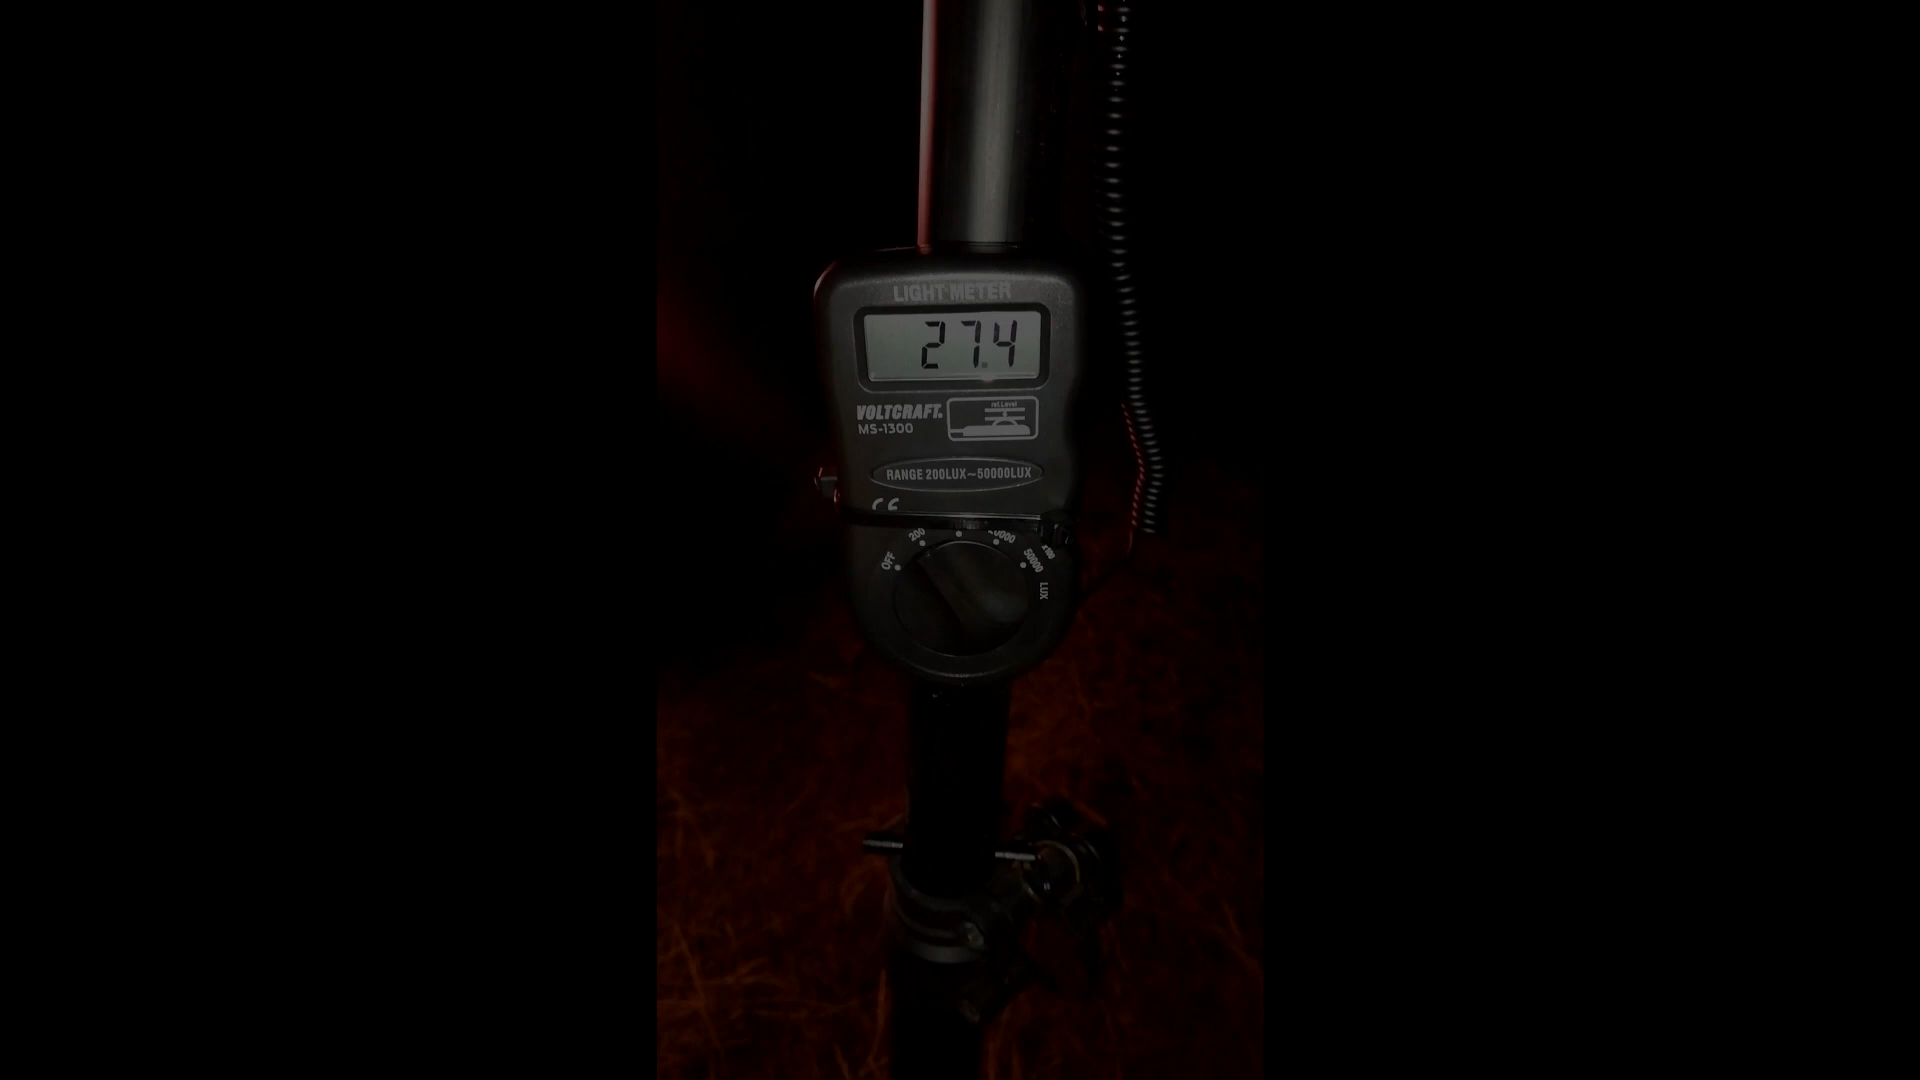 LIGHT METER
27.4
VOLTCRAFT.
MS-1300
ref.Level
RANGE 200LUX~50000LUX
CE
OFF
200
50000
LUX